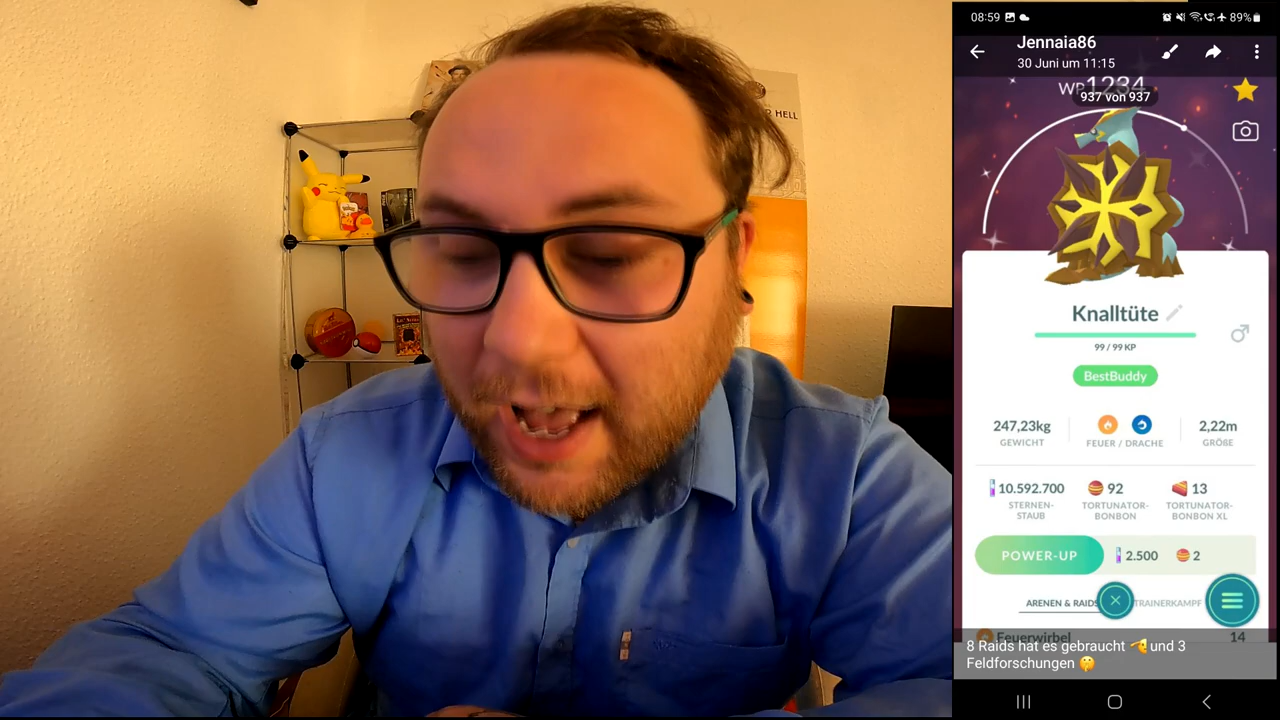 HELL
08:59
89%
Jennaia86
30 Juni um 11:15
WP1234
937 von 937
Knalltüte
99 / 99 KP
BestBuddy
247,23kg
GEWICHT
FEUER / DRACHE
2,22m
GRÖßE
10.592.700
STERNEN-
STAUB
92
TORTUNATOR-
BONBON
13
TORTUNATOR-
BONBON XL
POWER-UP
2.500
2
ARENEN & RAIDS
TRAINERKAMPF
Feuerwirbel
14
8 Raids hat es gebraucht 🫡und 3
Feldforschungen 🤫